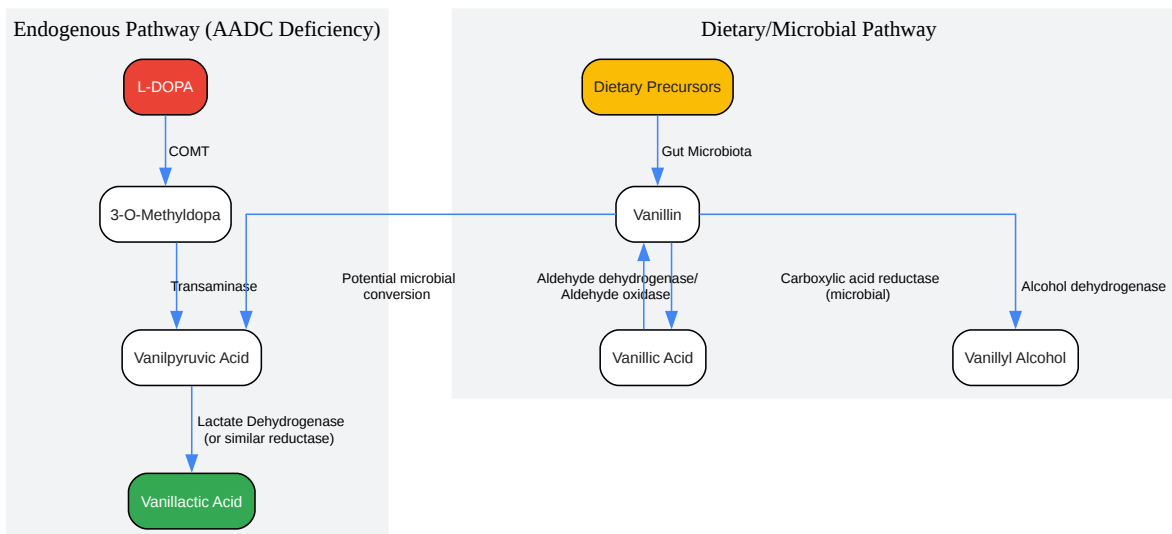 Endogenous Pathway (AADC Deficiency)
Dietary/Microbial Pathway
L-DOPA
Dietary Precursors
COMT
Gut Microbiota
3-O-Methyldopa
Vanillin
Transaminase
Potential microbial
conversion
Aldehyde dehydrogenase/
Aldehyde oxidase
Carboxylic acid reductase
(microbial)
Alcohol dehydrogenase
Vanilpyruvic Acid
Vanillic Acid
Vanillyl Alcohol
Lactate Dehydrogenase
(or similar reductase)
Vanillactic Acid